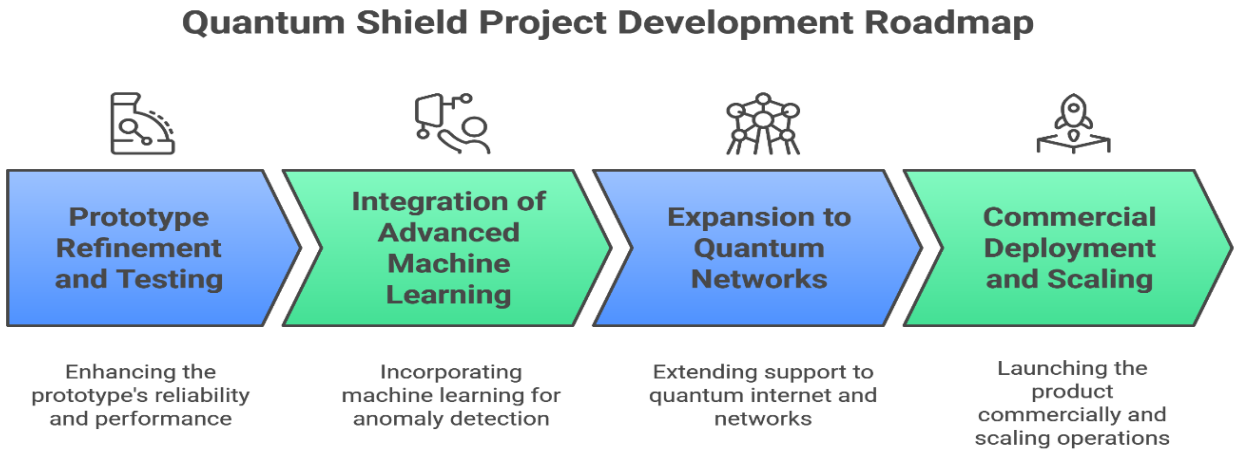 Quantum Shield Project Development Roadmap
Prototype
Refinement
and Testing
Integration of
Advanced
Machine
Learning
Expansion to
Quantum
Networks
Commercial
Deployment
and Scaling
Enhancing the
prototype's reliability
and performance
Incorporating
machine learning for
anomaly detection
Extending support to
quantum internet and
networks
Launching the
product
commercially and
scaling operations